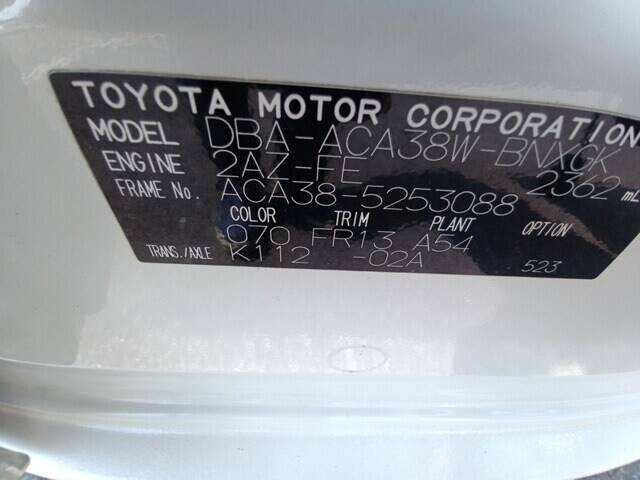 TOYOTA MOTOR CORPORATION
MODEL DBA-ACA38W-BNXGK
ENGINE 2AZ-FE 2362 mL
FRAME No. ACA38-5253088
COLOR TRIM PLANT OPTION
070 FR13 A54
TRANS./AXLE K112 -02A 523